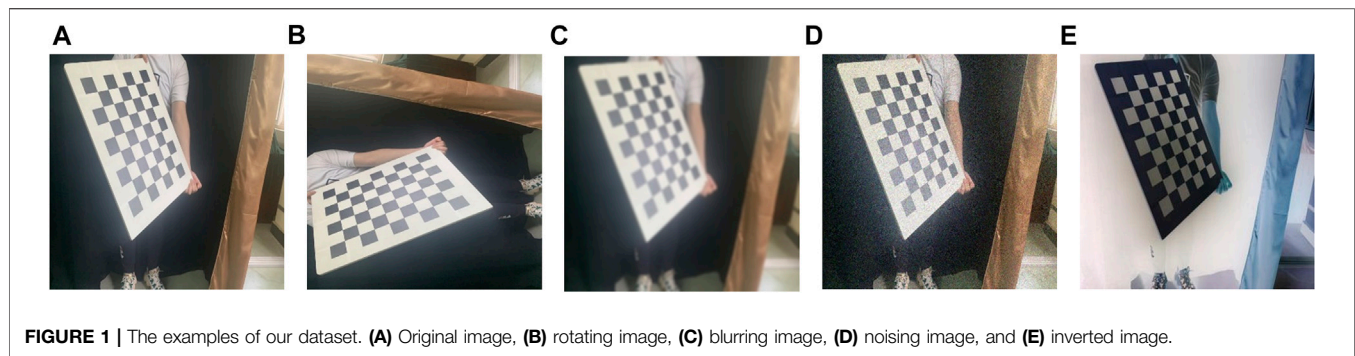 A B C D E
FIGURE 1 | The examples of our dataset. (A) Original image, (B) rotating image, (C) blurring image, (D) noising image, and (E) inverted image.